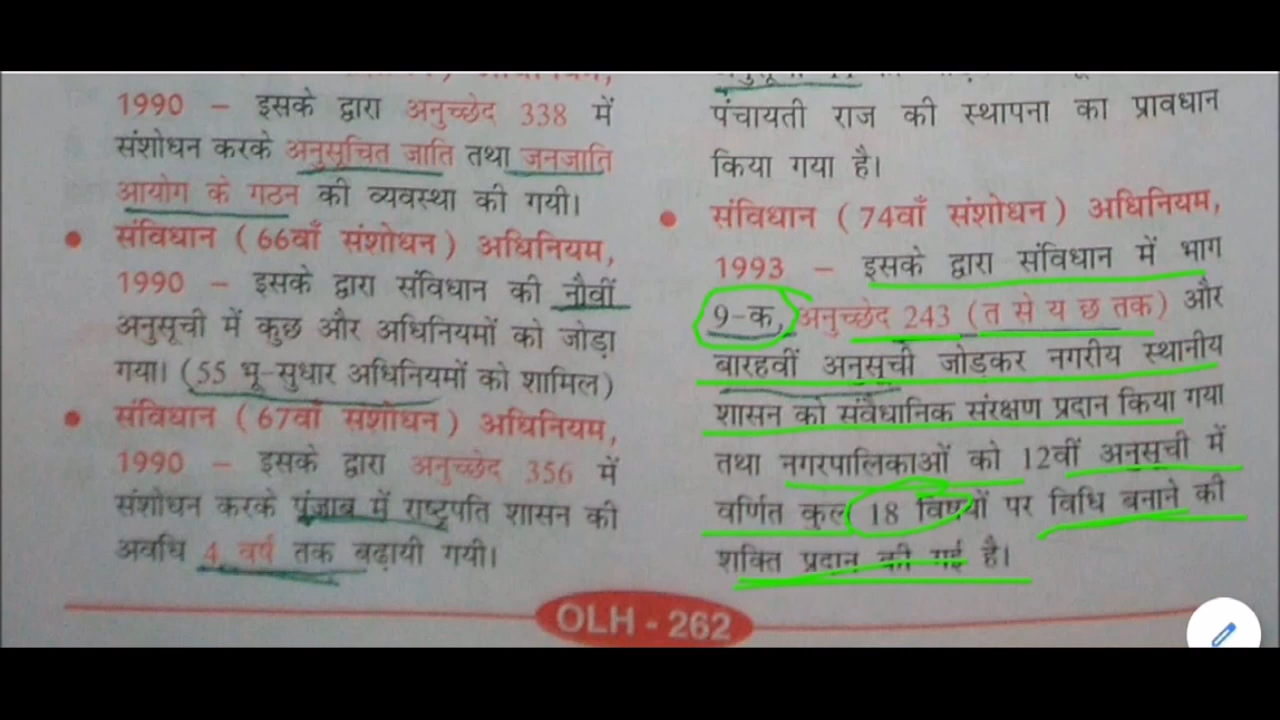 1990 – इसके द्वारा अनुच्छेद 338 में
संशोधन करके अनुसूचित जाति तथा जनजाति
आयोग के गठन की व्यवस्था की गयी।
संविधान (66वाँ संशोधन) अधिनियम,
1990 – इसके द्वारा संविधान की नौवीं
अनुसूची में कुछ और अधिनियमों को जोड़ा
गया। (55 भू-सुधार अधिनियमों को शामिल)
संविधान (67वाँ संशोधन) अधिनियम,
1990 – इसके द्वारा अनुच्छेद 356 में
संशोधन करके पंजाब में राष्ट्रपति शासन की
अवधि 4 वर्ष तक बढ़ायी गयी।
पंचायती राज की स्थापना का प्रावधान
किया गया है।
संविधान (74वाँ संशोधन) अधिनियम,
1993 – इसके द्वारा संविधान में भाग
9-क, अनुच्छेद 243 (त से य छ तक) और
बारहवीं अनुसूची जोड़कर नगरीय स्थानीय
शासन को संवैधानिक संरक्षण प्रदान किया गया
तथा नगरपालिकाओं को 12वीं अनुसूची में
वर्णित कुल 18 विषयों पर विधि बनाने की
शक्ति प्रदान की गई है।
OLH - 262